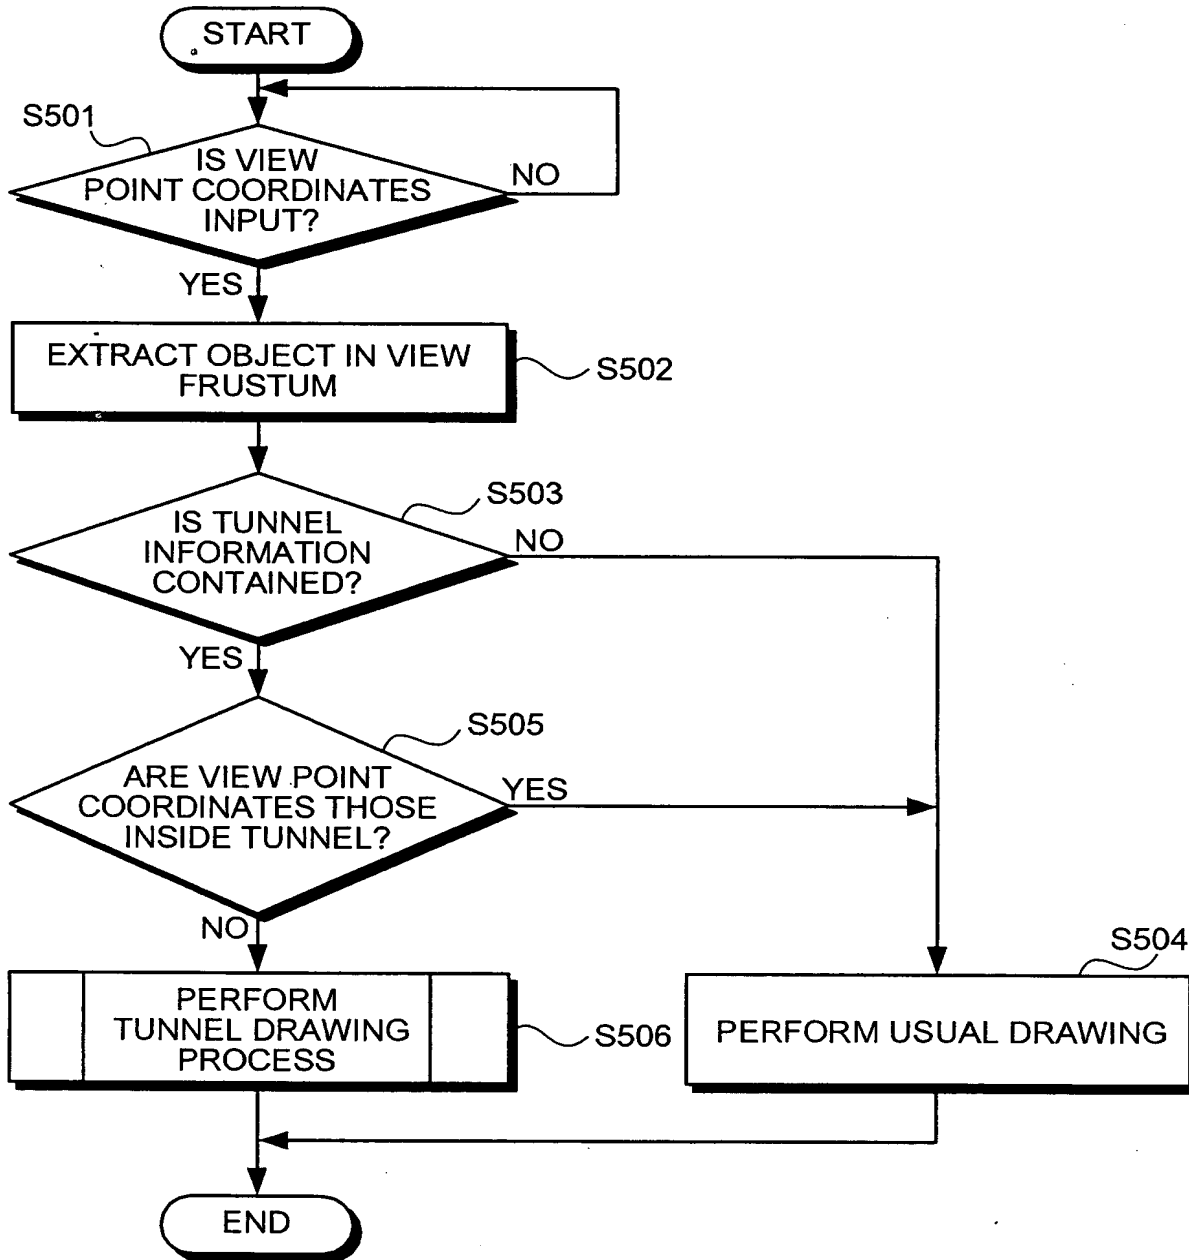 START
S501
IS VIEW
POINT COORDINATES
INPUT?
NO
YES
EXTRACT OBJECT IN VIEW
FRUSTUM
S502
S503
IS TUNNEL
INFORMATION
CONTAINED?
NO
YES
S505
ARE VIEW POINT
COORDINATES THOSE
INSIDE TUNNEL?
YES
NO
S504
PERFORM
TUNNEL DRAWING
PROCESS
S506
PERFORM USUAL DRAWING
END